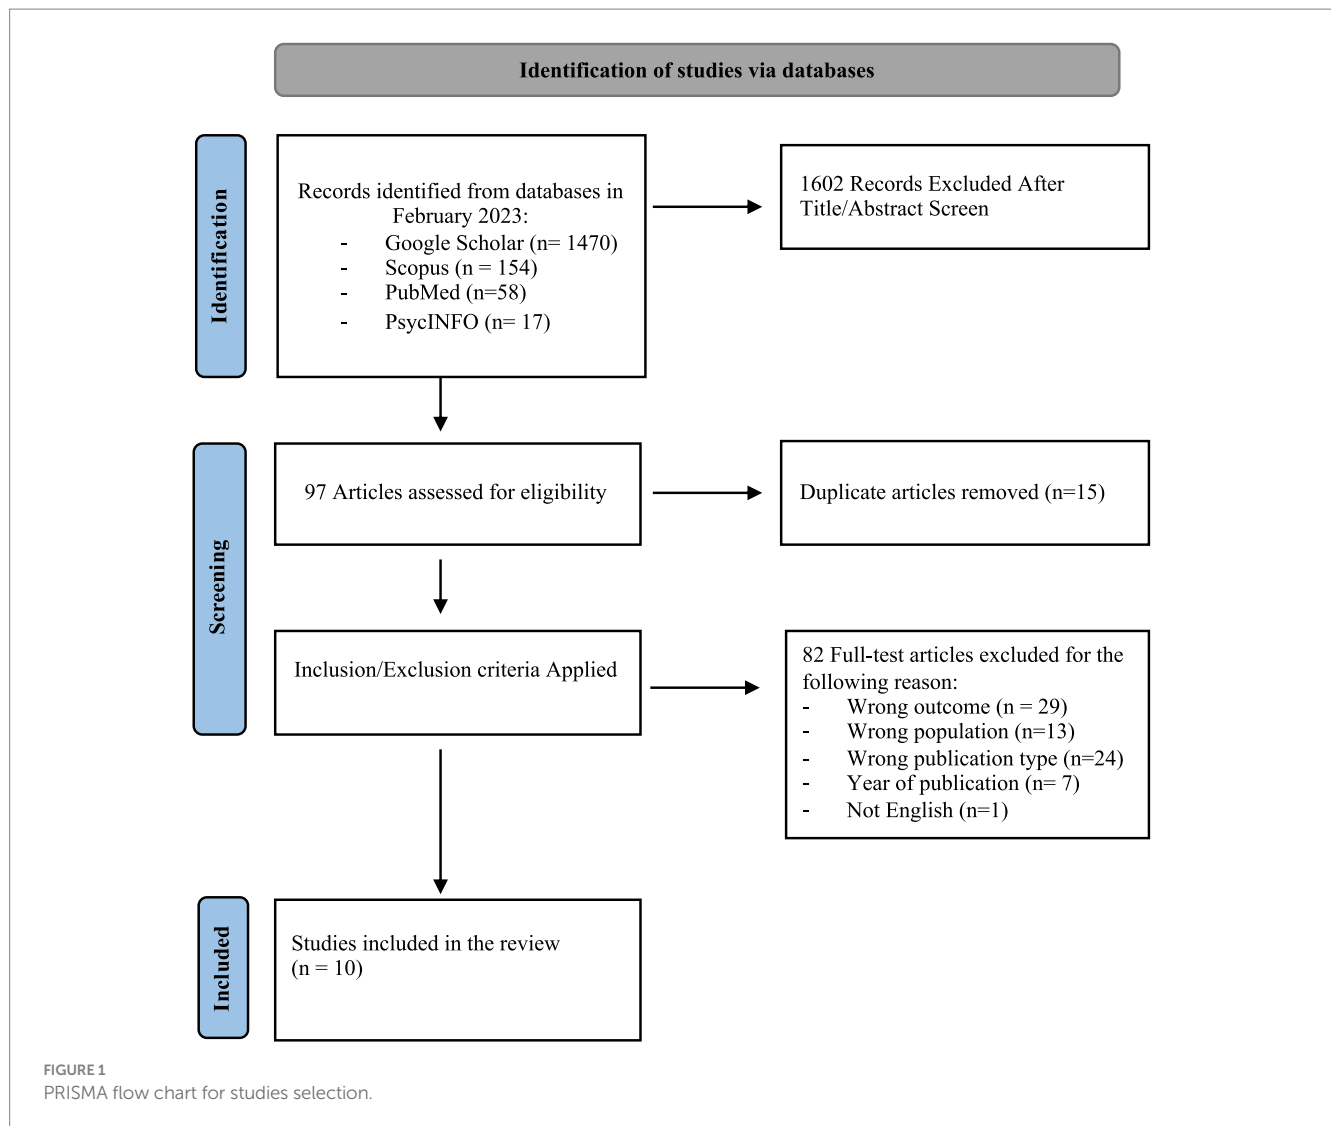 Identification of studies via databases
Identification
Records identified from databases in
February 2023:
- Google Scholar (n= 1470)
- Scopus (n = 154)
- PubMed (n=58)
- PsycINFO (n= 17)
1602 Records Excluded After
Title/Abstract Screen
Screening
97 Articles assessed for eligibility
Duplicate articles removed (n=15)
Inclusion/Exclusion criteria Applied
82 Full-test articles excluded for the
following reason:
- Wrong outcome (n = 29)
- Wrong population (n=13)
- Wrong publication type (n=24)
- Year of publication (n= 7)
- Not English (n=1)
Included
Studies included in the review
(n = 10)
FIGURE 1
PRISMA flow chart for studies selection.